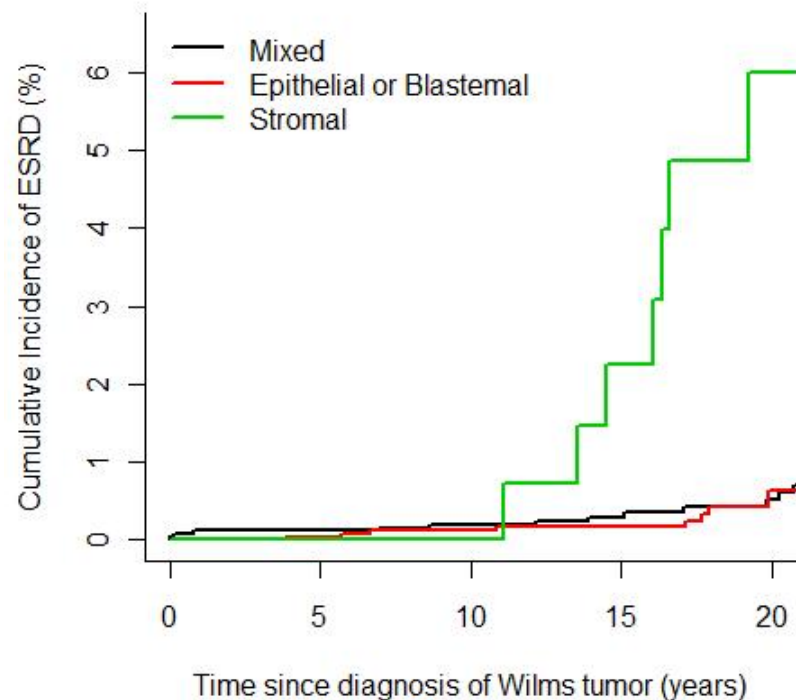 Mixed
Epithelial or Blastemal
Stromal
Cumulative Incidence of ESRD (%)
6
5
4
3
2
1
0
0 5 10 15 20
Time since diagnosis of Wilms tumor (years)